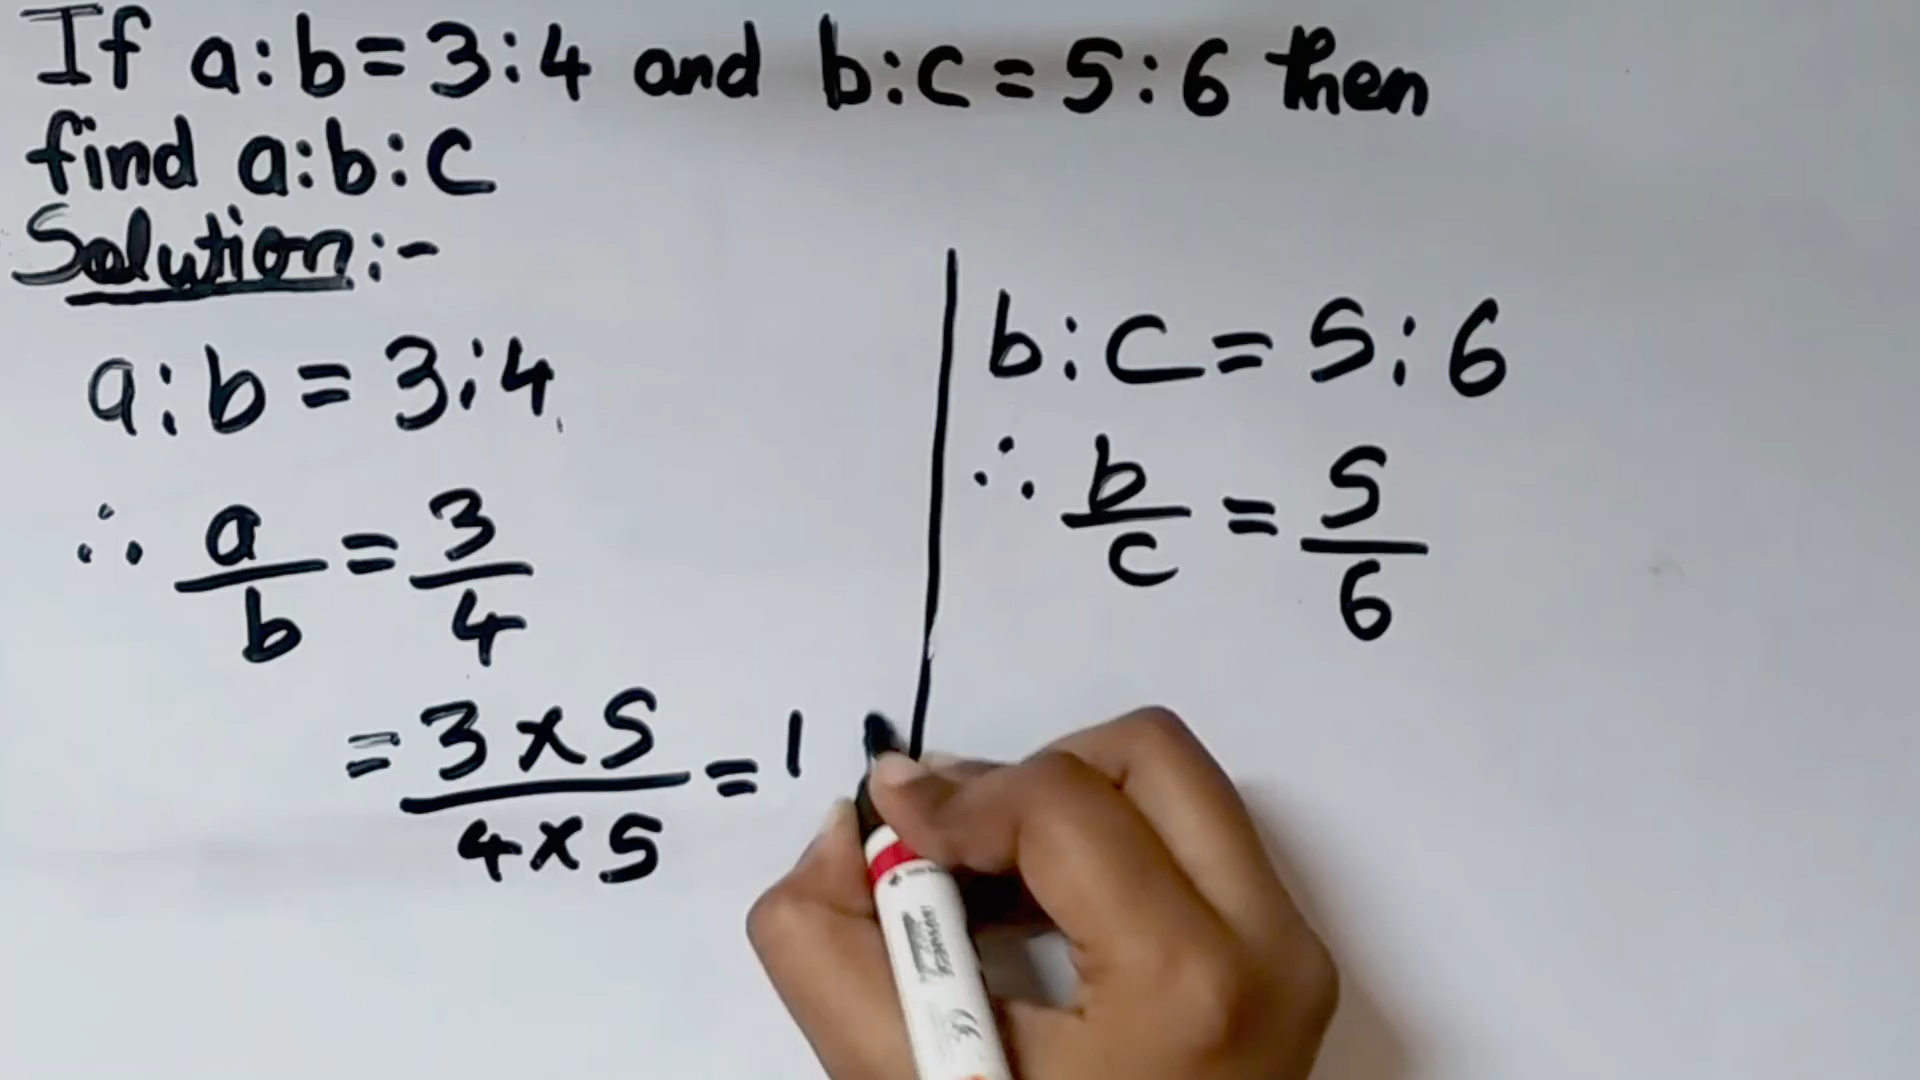 If a:b=3:4 and b:c=5:6 then
find a:b:c
Solution:-
a:b=3:4
∴ a/b = 3/4
= 3×5/4×5 = 1
b:c=5:6
∴ b/c = 5/6